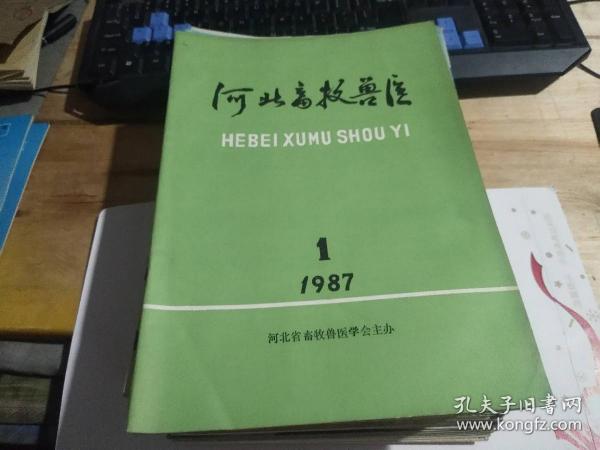 河北畜牧兽医
HEBEI XUMU SHOU YI
1
1987
河北省畜牧兽医学会主办
孔夫子旧书网
www.kongfz.com